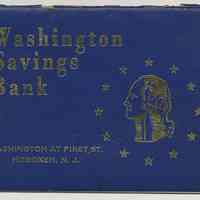 Washington
Savings
Bank
WASHINGTON AT FIRST ST.
HOBOKEN, N. J.